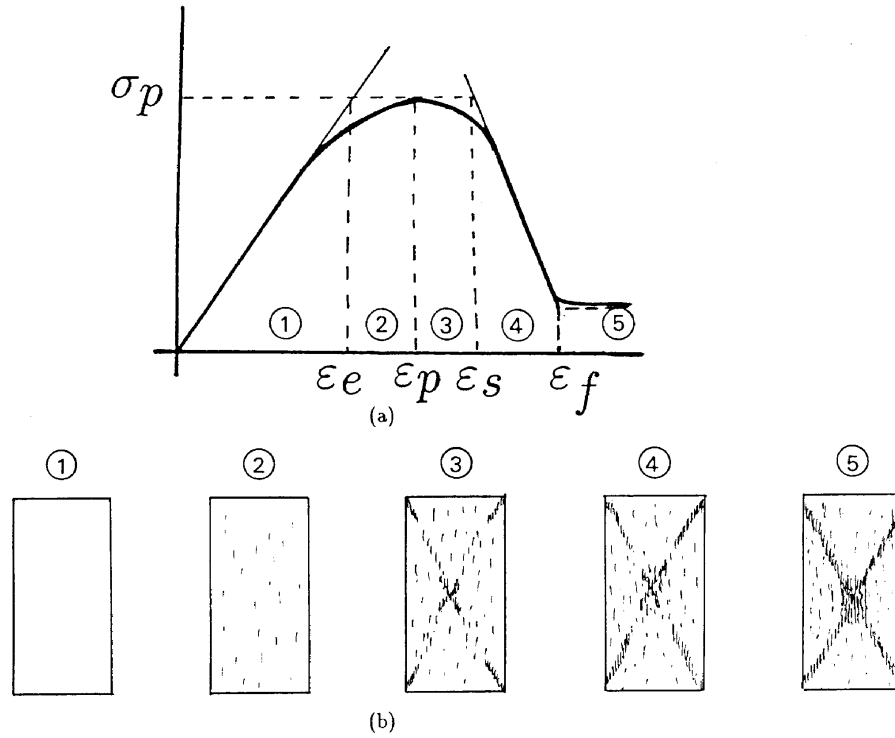 σp
① ② ③ ④ ⑤
εe εp εs εf
(a)
① ② ③ ④ ⑤
(b)